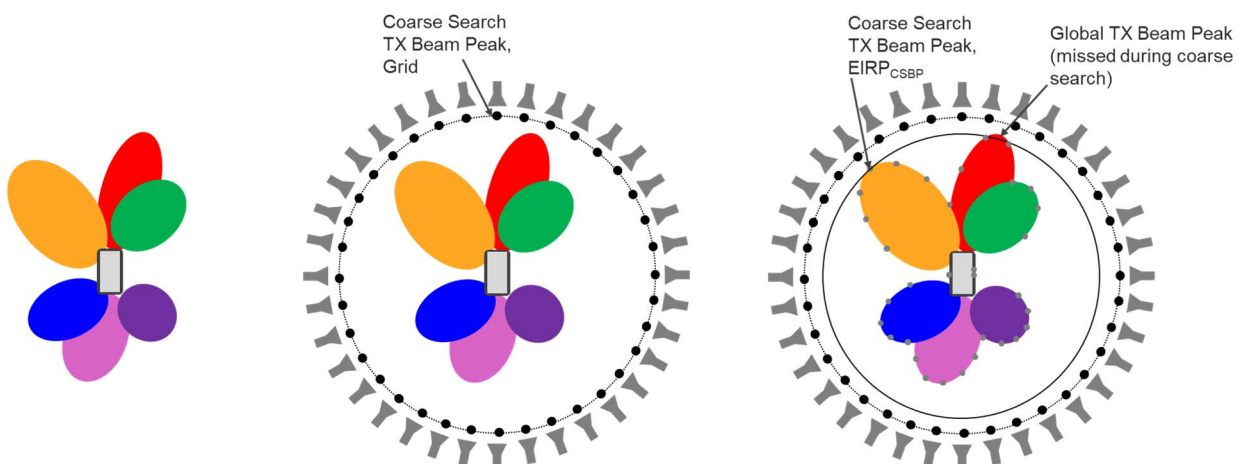 Coarse Search
TX Beam Peak,
Grid
Coarse Search
TX Beam Peak,
EIRPCSBP
Global TX Beam Peak
(missed during coarse
search)